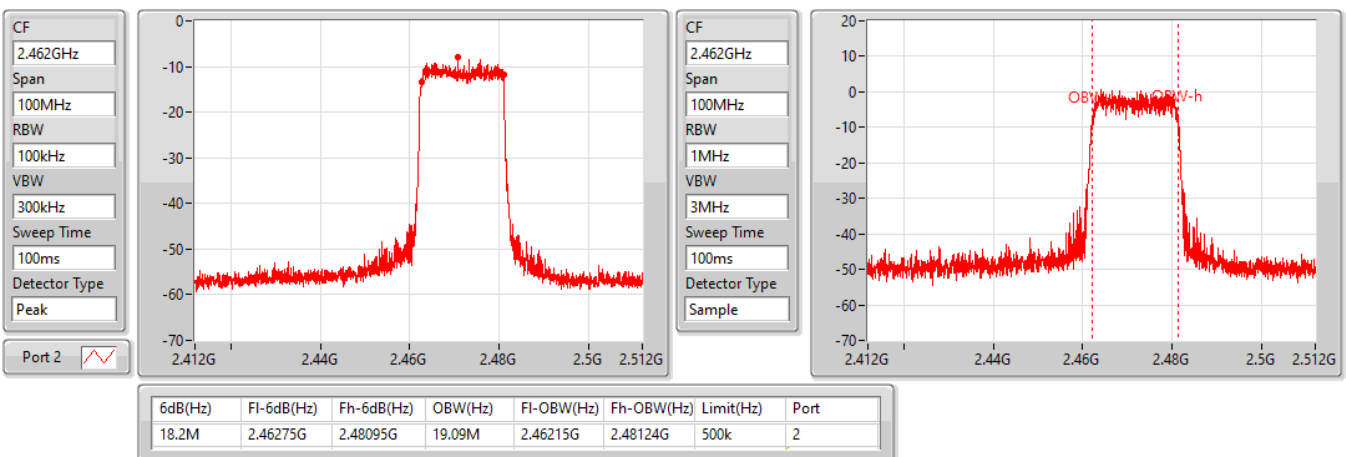 CF
2.462GHz
Span
100MHz
RBW
100kHz
VBW
300kHz
Sweep Time
100ms
Detector Type
Peak
Port 2
0
-10
-20
-30
-40
-50
-60
-70
2.412G 2.44G 2.46G 2.48G 2.5G 2.512G
CF
2.462GHz
Span
100MHz
RBW
1MHz
VBW
3MHz
Sweep Time
100ms
Detector Type
Sample
20
10
0
-10
-20
-30
-40
-50
-60
-70
2.412G 2.44G 2.46G 2.48G 2.5G 2.512G
6dB(Hz) Fl-6dB(Hz) Fh-6dB(Hz) OBW(Hz) Fl-OBW(Hz) Fh-OBW(Hz) Limit(Hz) Port
18.2M 2.46275G 2.48095G 19.09M 2.46215G 2.48124G 500k 2